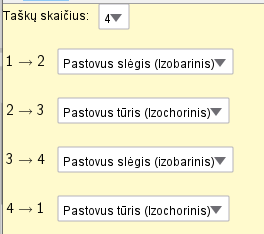 Taškų skaičius: 4
1 → 2 Pastovus slėgis (Izobarinis)
2 → 3 Pastovus tūris (Izochorinis)
3 → 4 Pastovus slėgis (izobarinis)
4 → 1 Pastovus tūris (Izochorinis)